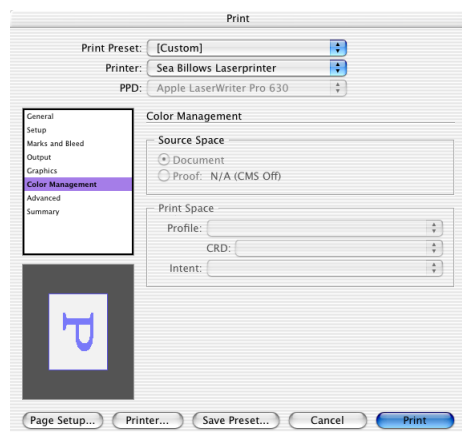 Print
Print Preset: [Custom]
Printer: Sea Billows Laserprinter
PPD: Apple LaserWriter Pro 630
General
Setup
Marks and Bleed
Output
Graphics
Color Management
Advanced
Summary
Color Management
Source Space
Document
Proof: N/A (CMS Off)
Print Space
Profile:
CRD:
Intent:
P
Page Setup... Printer... Save Preset... Cancel Print